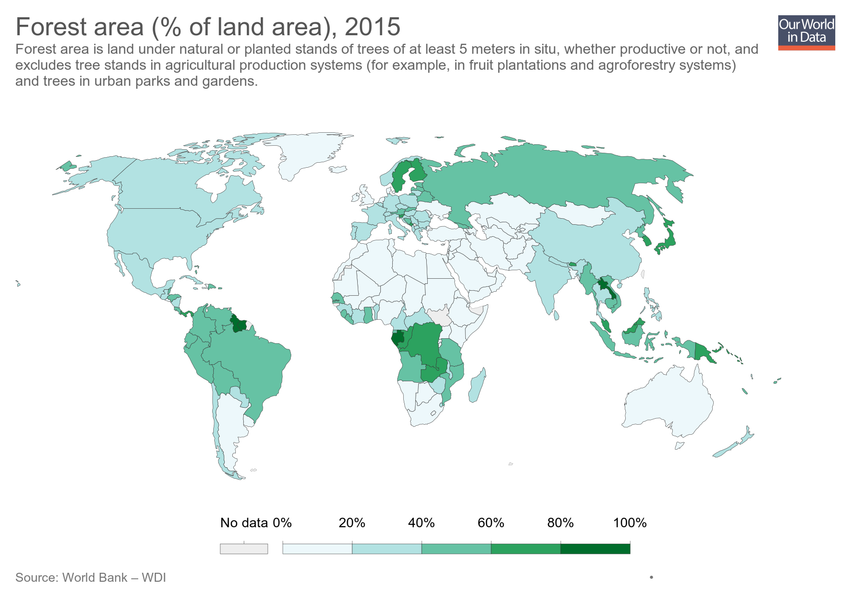 Forest area (% of land area), 2015
Our World
in Data
Forest area is land under natural or planted stands of trees of at least 5 meters in situ, whether productive or not, and
excludes tree stands in agricultural production systems (for example, in fruit plantations and agroforestry systems)
and trees in urban parks and gardens.
No data 0% 20% 40% 60% 80% 100%
Source: World Bank – WDI